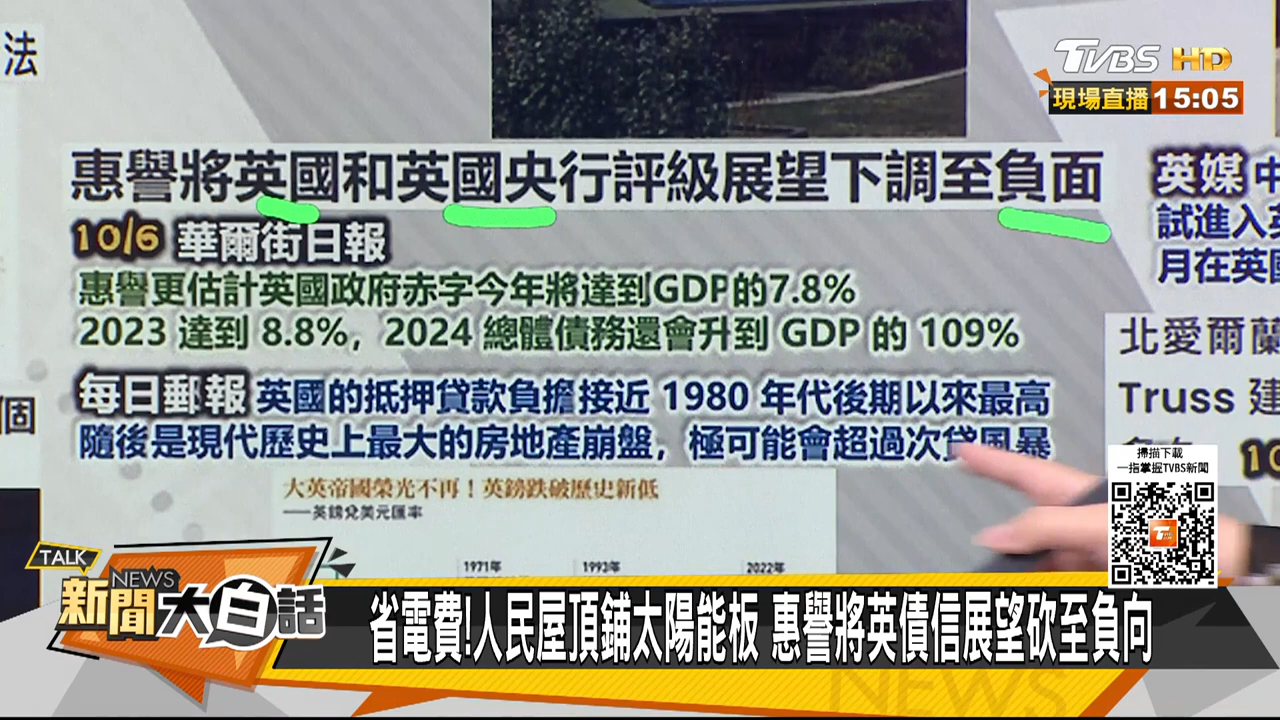 法
TVBS HD
現場直播 15:05
惠譽將英國和英國央行評級展望下調至負面
10/6 華爾街日報
惠譽更估計英國政府赤字今年將達到GDP的7.8%
2023 達到 8.8%，2024 總體債務還會升到 GDP 的 109%
每日郵報 英國的抵押貸款負擔接近 1980 年代後期以來最高
隨後是現代歷史上最大的房地產崩盤，極可能會超過次貸風暴
英媒
試進入英
月在英國
北愛爾蘭
Truss 建
10
個
大英帝國榮光不再！英鎊跌破歷史新低
——英鎊兌美元匯率
1971年 1993年 2022年
掃描下載
一指掌握TVBS新聞
TALK
NEWS
新聞大白話
省電費!人民屋頂鋪太陽能板 惠譽將英債信展望砍至負向
NEWS